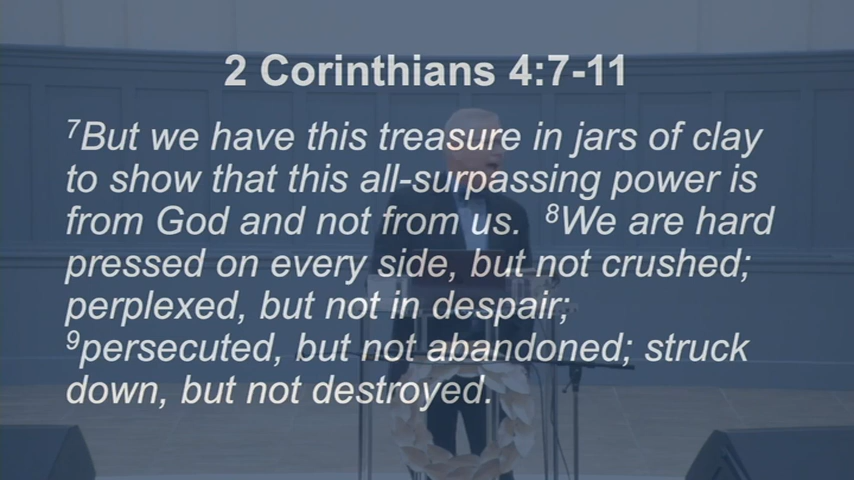 2 Corinthians 4:7-11
7But we have this treasure in jars of clay
to show that this all-surpassing power is
from God and not from us. 8We are hard
pressed on every side, but not crushed;
perplexed, but not in despair;
9persecuted, but not abandoned; struck
down, but not destroyed.